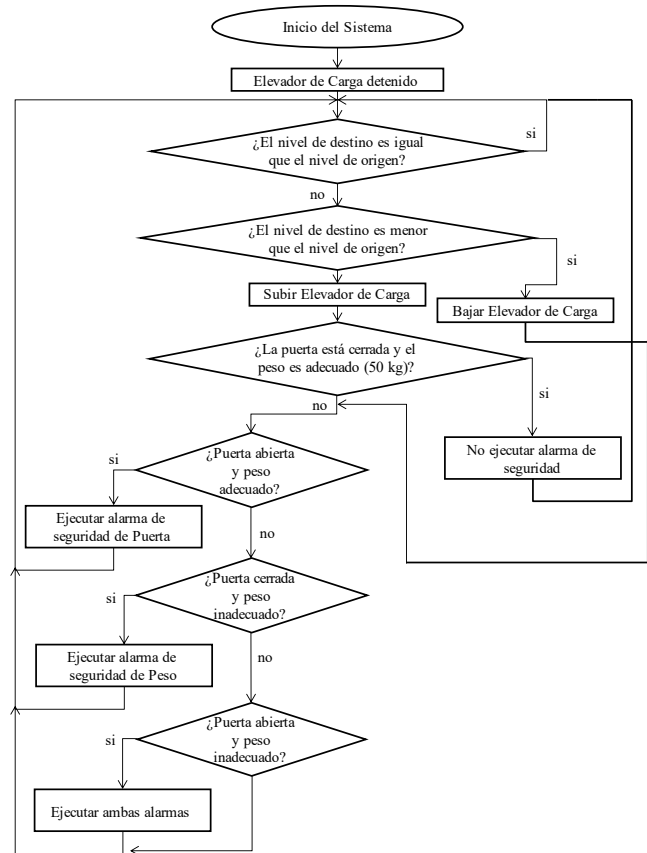 Inicio del Sistema
Elevador de Carga detenido
¿El nivel de destino es igual
que el nivel de origen?
si
no
¿El nivel de destino es menor
que el nivel de origen?
si
Subir Elevador de Carga
Bajar Elevador de Carga
¿La puerta está cerrada y el
peso es adecuado (50 kg)?
si
no
No ejecutar alarma de
seguridad
¿Puerta abierta
y peso
adecuado?
si
Ejecutar alarma de
seguridad de Puerta
no
¿Puerta cerrada
y peso
inadecuado?
si
Ejecutar alarma de
seguridad de Peso
no
¿Puerta abierta
y peso
inadecuado?
si
Ejecutar ambas alarmas